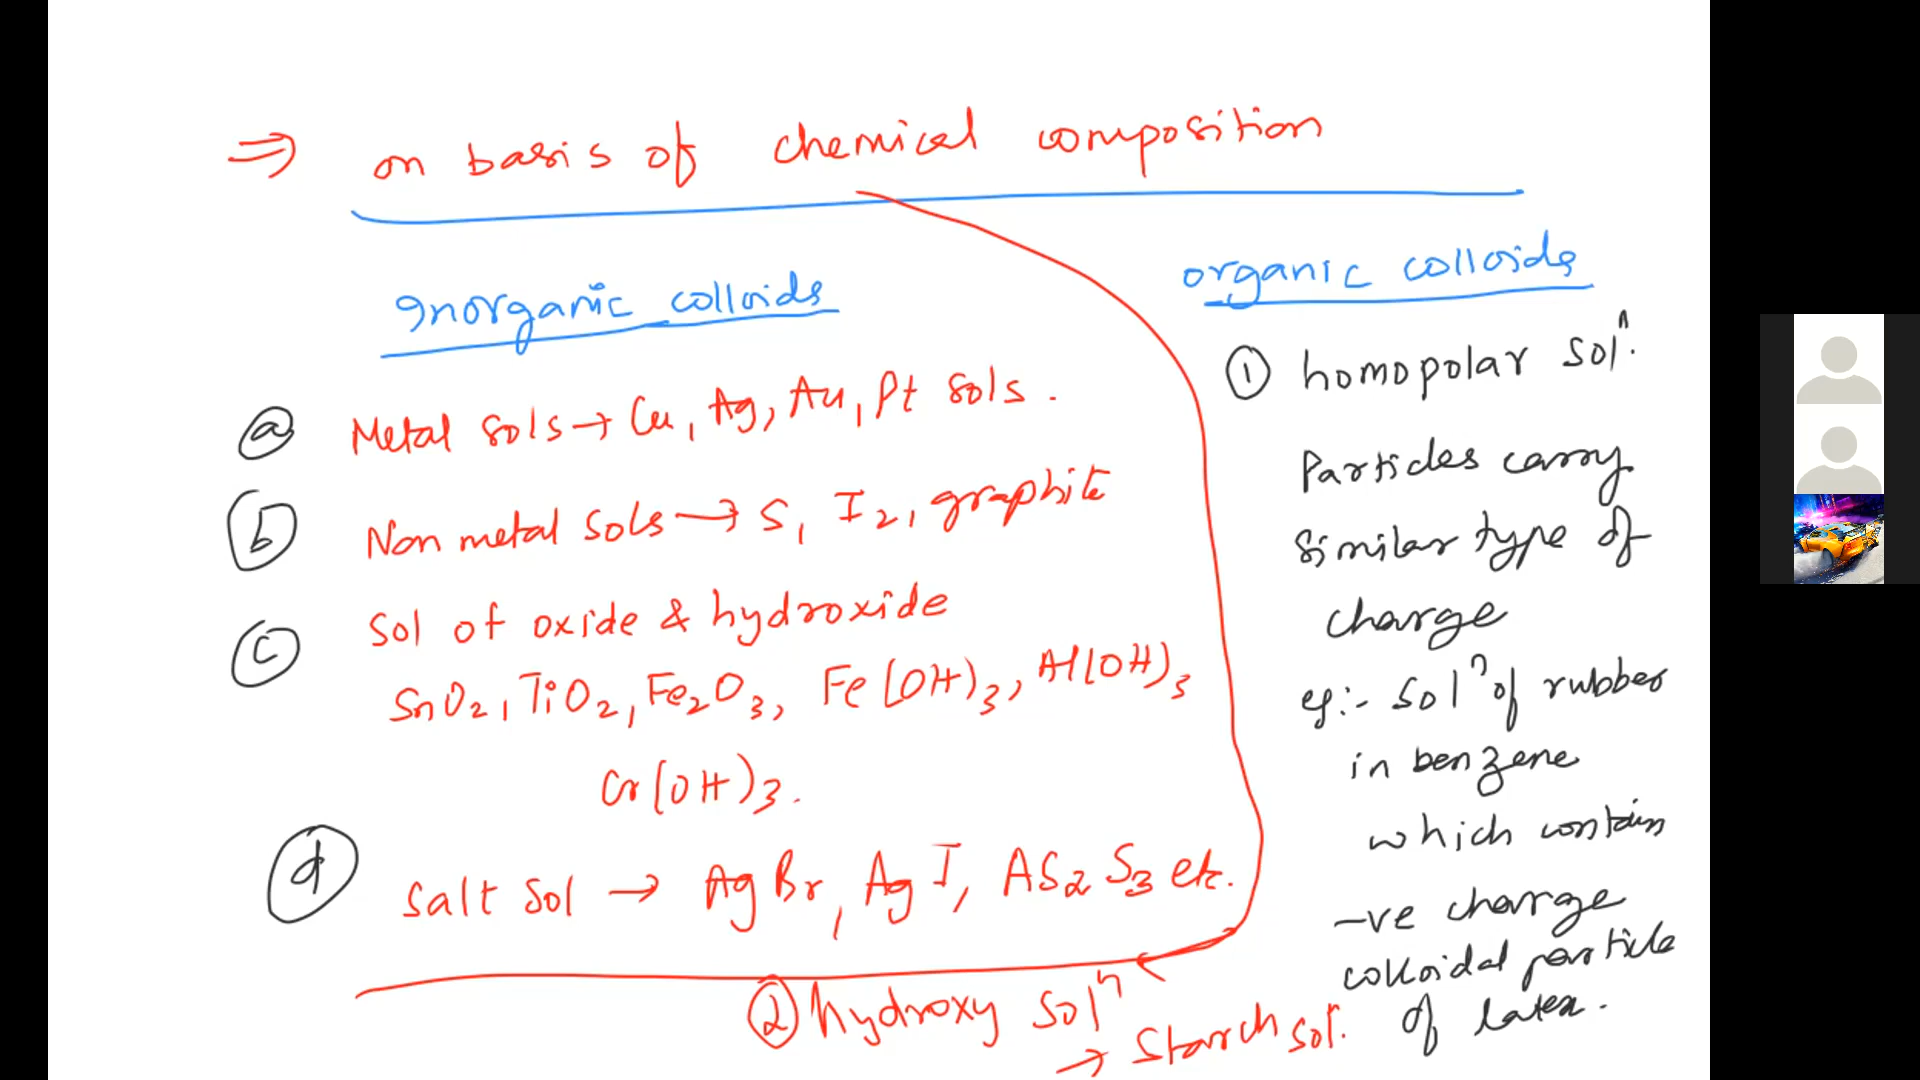 ⇒ on basis of chemical composition
Inorganic colloids
(a) Metal sols → Cu, Ag, Au, Pt sols.
(b) Non metal sols → S, I2, graphite
(c) Sol of oxide & hydroxide
SnO2, TiO2, Fe2O3, Fe(OH)3, Al(OH)3
Cr(OH)3.
(d) Salt sol → AgBr, AgI, AS2S3 etc.
organic colloids
① homopolar solⁿ.
Particles carry
similar type of
charge
eg:- solⁿ of rubber
in benzene
which contain
-ve charge
colloidal particle
of latex.
② hydroxy solⁿ
→ Starch sol.